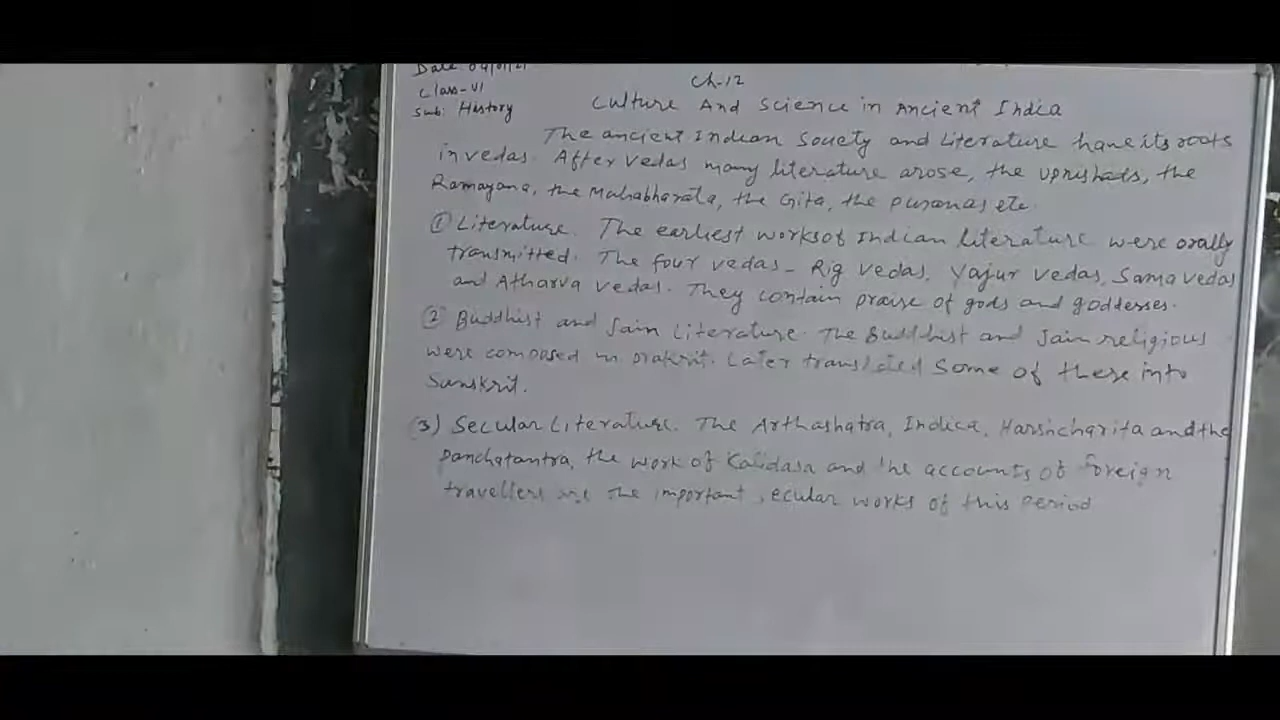 Date 04/01/21
Class-VI
Sub: History
Ch-12
Culture And Science in Ancient India
The ancient Indian Society and Literature have its roots
in vedas. After vedas many literature arose, the upnishads, the
Ramayana, the Mahabharata, the Gita, the puranas etc.
① Literature. The earliest works of Indian literature were orally
transmitted. The four vedas - Rig vedas, Yajur vedas, Sama vedas
and Atharva vedas. They contain praise of gods and goddesses.
② Buddhist and Jain Literature. The Buddhist and Jain religious
were composed in prakrit. Later translated Some of these into
Sanskrit.
(3) Secular Literature. The Arthashatra, Indica, Harshcharita and the
Panchatantra, the work of Kalidasa and the accounts of foreign
travellers are the important secular works of this period